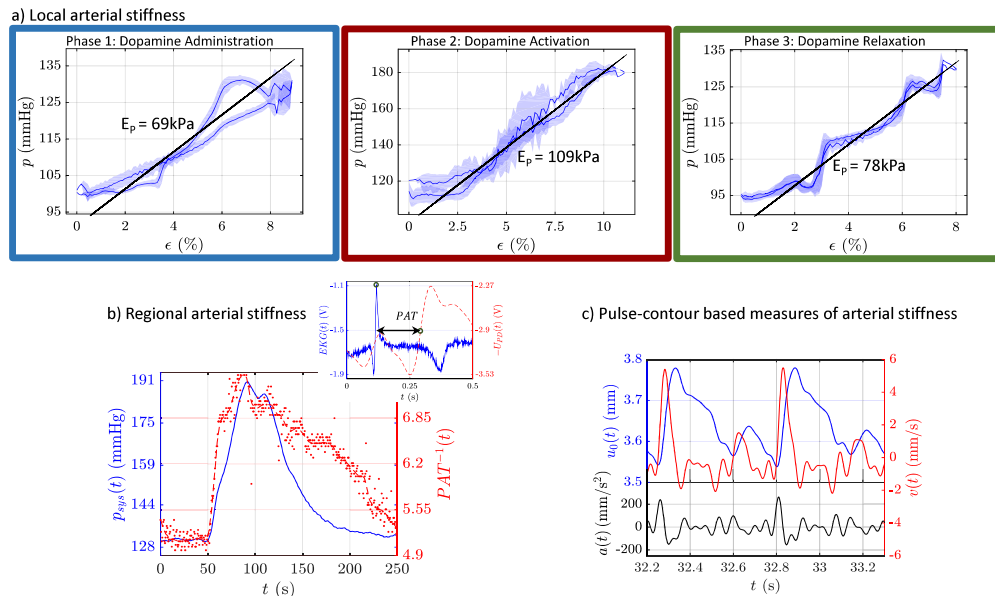 a) Local arterial stiffness
Phase 1: Dopamine Administration
Phase 2: Dopamine Activation
Phase 3: Dopamine Relaxation
p (mmHg)
135
125
115
105
95
E_P = 69kPa
0 2 4 6 8
ϵ (%)
p (mmHg)
180
160
140
120
E_P = 109kPa
0 2.5 5 7.5 10
ϵ (%)
p (mmHg)
135
125
115
105
95
E_P = 78kPa
0 2 4 6 8
ϵ (%)
b) Regional arterial stiffness
EKG(t) (V)
-1.1
-1.5
-1.9
PAT
-2.27
-2.9
-3.53
-U_PD(t) (V)
0 0.25 0.5
t (s)
p_sys(t) (mmHg)
191
175
159
144
128
6.85
6.2
5.55
4.9
PAT⁻¹(t)
0 50 100 150 200 250
t (s)
c) Pulse-contour based measures of arterial stiffness
u₀(t) (mm)
3.8
3.7
3.6
3.5
6
4
2
0
-2
-4
-6
v(t) (mm/s)
a(t) (mm/s²)
200
0
-200
32.2 32.4 32.6 32.8 33 33.2
t (s)